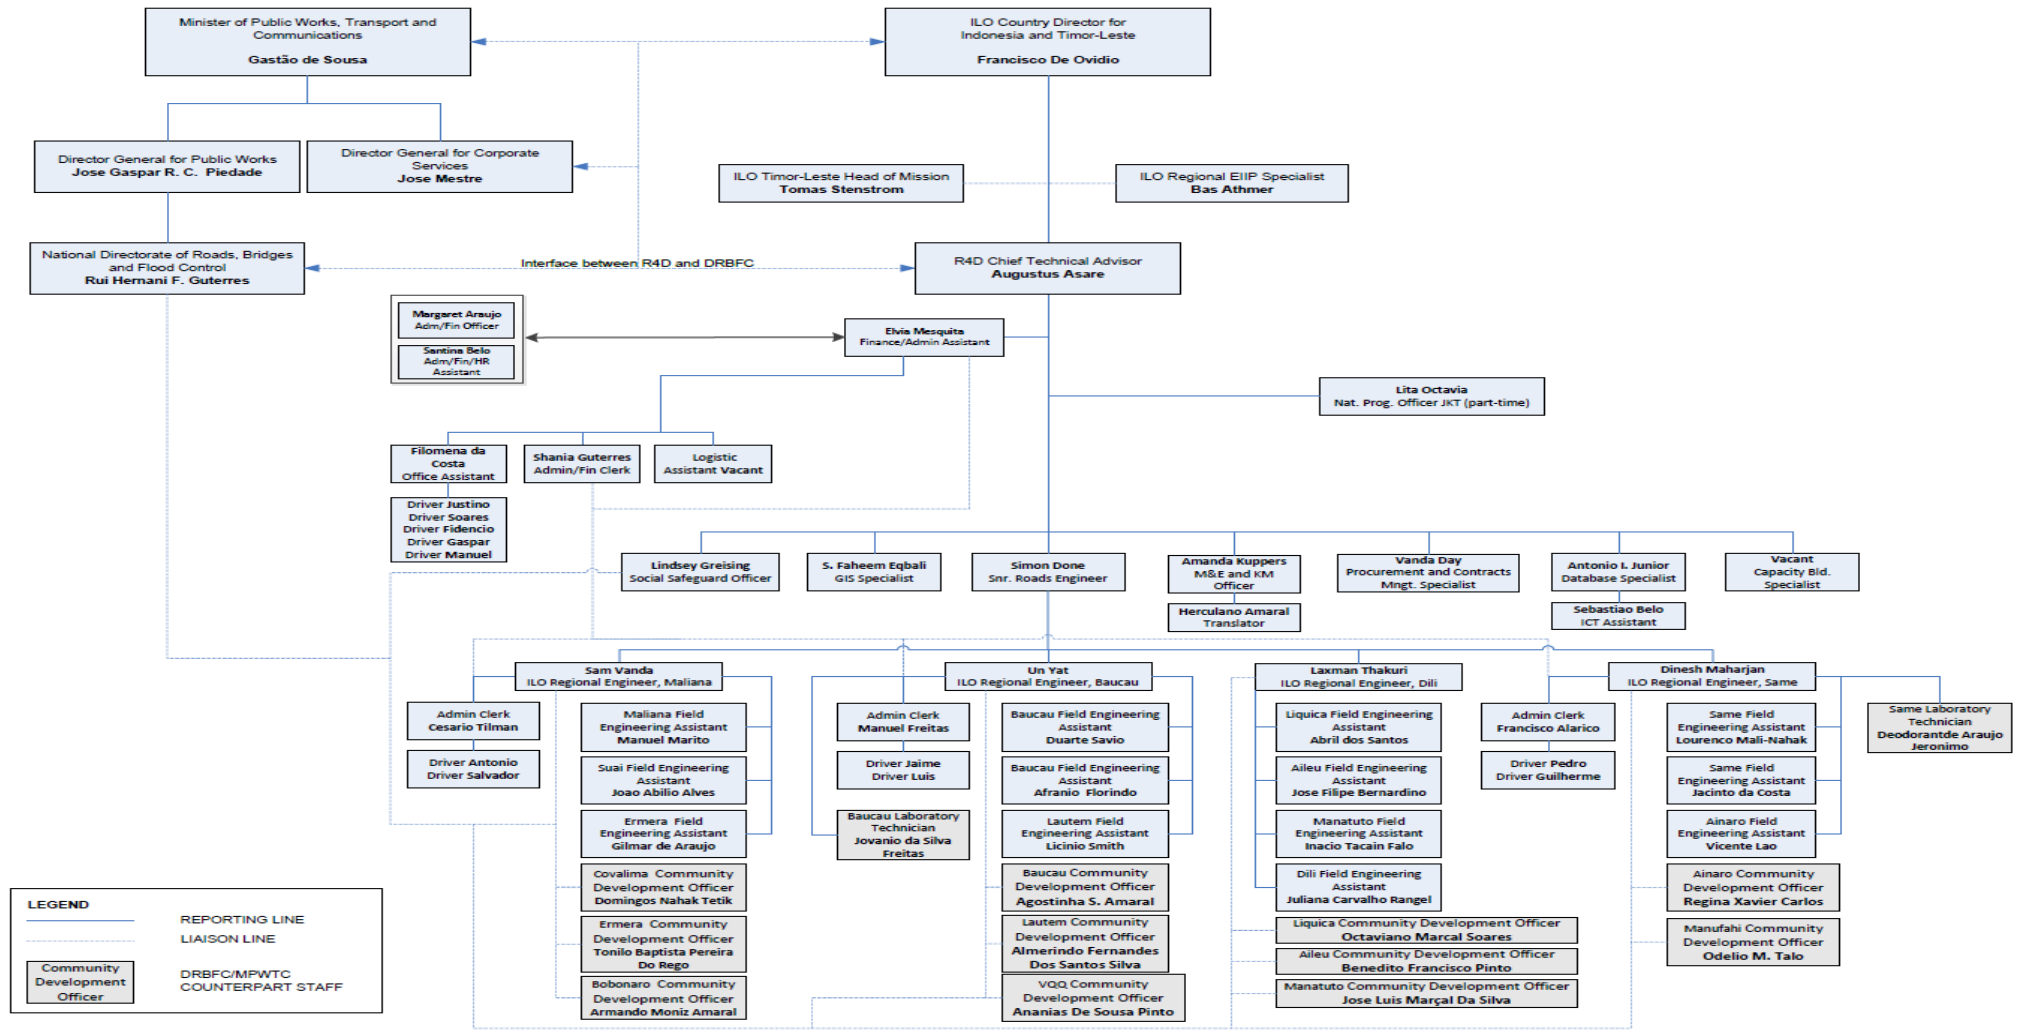 Minister of Public Works, Transport and
Communications
Gastão de Sousa
ILO Country Director for
Indonesia and Timor-Leste
Francisco De Ovidio
Director General for Public Works
Jose Gaspar R. C. Piedade
Director General for Corporate
Services
Jose Mestre
ILO Timor-Leste Head of Mission
Tomas Stenstrom
ILO Regional EIIP Specialist
Bas Athmer
National Directorate of Roads, Bridges
and Flood Control
Rui Hernani F. Guterres
Interface between R4D and DRBFC
R4D Chief Technical Advisor
Augustus Asare
Margaret Araujo
Adm/Fin Officer
Santina Belo
Adm/Fin/HR
Assistant
Elvia Mesquita
Finance/Admin Assistant
Lita Octavia
Nat. Prog. Officer JKT (part-time)
Filomena da
Costa
Office Assistant
Shania Guterres
Admin/Fin Clerk
Logistic
Assistant Vacant
Driver Justino
Driver Soares
Driver Fidencio
Driver Gaspar
Driver Manuel
Lindsey Greising
Social Safeguard Officer
S. Faheem Eqbali
GIS Specialist
Simon Done
Snr. Roads Engineer
Amanda Kuppers
M&E and KM
Officer
Vanda Day
Procurement and Contracts
Mngt. Specialist
Antonio I. Junior
Database Specialist
Vacant
Capacity Bld.
Specialist
Herculano Amaral
Translator
Sebastiao Belo
ICT Assistant
Sam Vanda
ILO Regional Engineer, Maliana
Un Yat
ILO Regional Engineer, Baucau
Laxman Thakuri
ILO Regional Engineer, Dili
Dinesh Maharjan
ILO Regional Engineer, Same
Admin Clerk
Cesario Tilman
Driver Antonio
Driver Salvador
Maliana Field
Engineering Assistant
Manuel Marito
Suai Field Engineering
Assistant
Joao Abilio Alves
Ermera Field
Engineering Assistant
Gilmar de Araujo
Covalima Community
Development Officer
Domingos Nahak Tetik
Ermera Community
Development Officer
Tonilo Baptista Pereira
Do Rego
Bobonaro Community
Development Officer
Armando Moniz Amaral
Admin Clerk
Manuel Freitas
Driver Jaime
Driver Luis
Baucau Laboratory
Technician
Jovanio da Silva
Freitas
Baucau Field Engineering
Assistant
Duarte Savio
Baucau Field Engineering
Assistant
Afranio Florindo
Lautem Field
Engineering Assistant
Licinio Smith
Baucau Community
Development Officer
Agostinha S. Amaral
Lautem Community
Development Officer
Almerindo Fernandes
Dos Santos Silva
VQQ Community
Development Officer
Ananias De Sousa Pinto
Liquica Field Engineering
Assistant
Abril dos Santos
Aileu Field Engineering
Assistant
Jose Filipe Bernardino
Manatuto Field
Engineering Assistant
Inacio Tacain Falo
Dili Field Engineering
Assistant
Juliana Carvalho Rangel
Liquica Community Development Officer
Octaviano Marcal Soares
Aileu Community Development Officer
Benedito Francisco Pinto
Manatuto Community Development Officer
Jose Luis Marçal Da Silva
Admin Clerk
Francisco Alarico
Driver Pedro
Driver Guilherme
Same Field
Engineering Assistant
Lourenco Mali-Nahak
Same Field
Engineering Assistant
Jacinto da Costa
Ainaro Field
Engineering Assistant
Vicente Lao
Ainaro Community
Development Officer
Regina Xavier Carlos
Manufahi Community
Development Officer
Odelio M. Talo
Same Laboratory
Technician
Deodorantde Araujo
Jeronimo
LEGEND
REPORTING LINE
LIAISON LINE
Community
Development
Officer
DRBFC/MPWTC
COUNTERPART STAFF